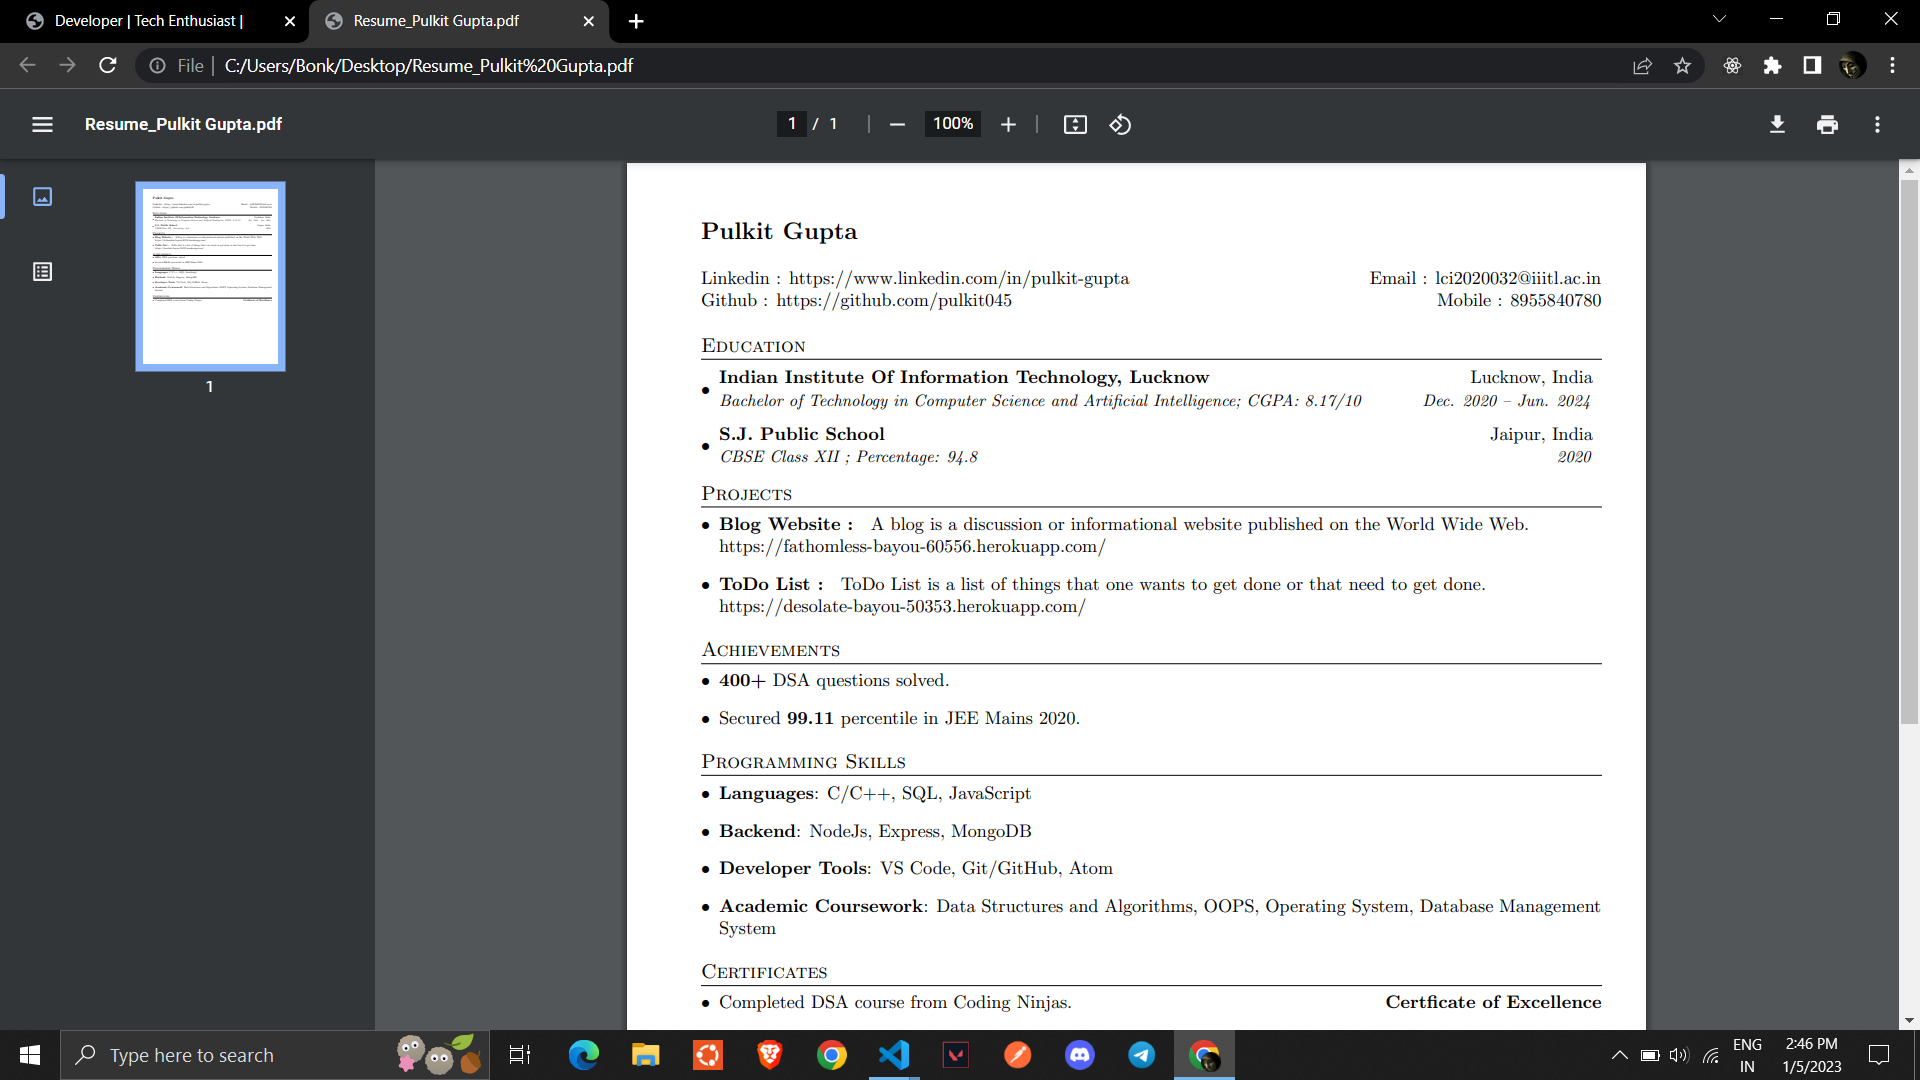 Developer | Tech Enthusiast |
Resume_Pulkit Gupta.pdf
File
C:/Users/Bonk/Desktop/Resume_Pulkit%20Gupta.pdf
Resume_Pulkit Gupta.pdf
1 / 1
100%
1
Pulkit Gupta
Linkedin : https://www.linkedin.com/in/pulkit-gupta
Email : lci2020032@iiitl.ac.in
Github : https://github.com/pulkit045
Mobile : 8955840780
Education
Indian Institute Of Information Technology, Lucknow
Lucknow, India
Bachelor of Technology in Computer Science and Artificial Intelligence; CGPA: 8.17/10
Dec. 2020 – Jun. 2024
S.J. Public School
Jaipur, India
CBSE Class XII ; Percentage: 94.8
2020
Projects
• Blog Website : A blog is a discussion or informational website published on the World Wide Web.
https://fathomless-bayou-60556.herokuapp.com/
• ToDo List : ToDo List is a list of things that one wants to get done or that need to get done.
https://desolate-bayou-50353.herokuapp.com/
Achievements
• 400+ DSA questions solved.
• Secured 99.11 percentile in JEE Mains 2020.
Programming Skills
• Languages: C/C++, SQL, JavaScript
• Backend: NodeJs, Express, MongoDB
• Developer Tools: VS Code, Git/GitHub, Atom
• Academic Coursework: Data Structures and Algorithms, OOPS, Operating System, Database Management
System
Certificates
• Completed DSA course from Coding Ninjas.
Certficate of Excellence
Type here to search
ENG
IN
2:46 PM
1/5/2023